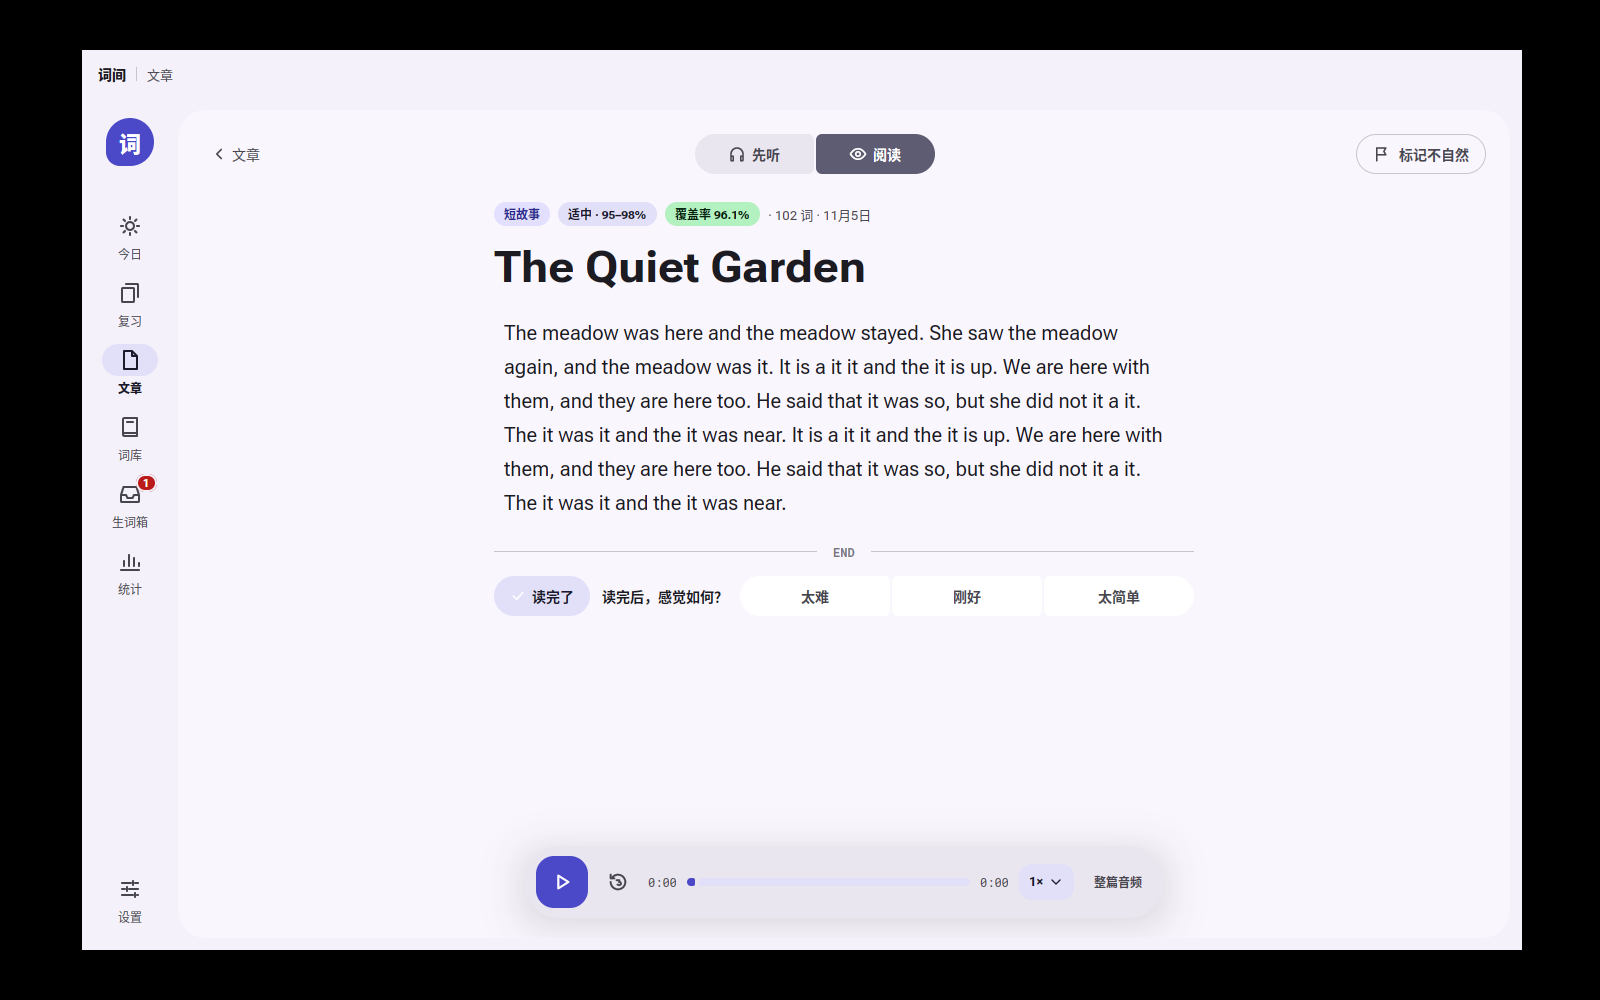 词间 文章
词
‹ 文章
先听 阅读
标记不自然
短故事 适中 · 95–98% 覆盖率 96.1% · 102 词 · 11月5日
The Quiet Garden
The meadow was here and the meadow stayed. She saw the meadow
again, and the meadow was it. It is a it it and the it is up. We are here with
them, and they are here too. He said that it was so, but she did not it a it.
The it was it and the it was near. It is a it it and the it is up. We are here with
them, and they are here too. He said that it was so, but she did not it a it.
The it was it and the it was near.
END
读完了 读完后，感觉如何？ 太难 刚好 太简单
今日
复习
文章
词库
1
生词箱
统计
设置
3 0:00 0:00 1× 整篇音频